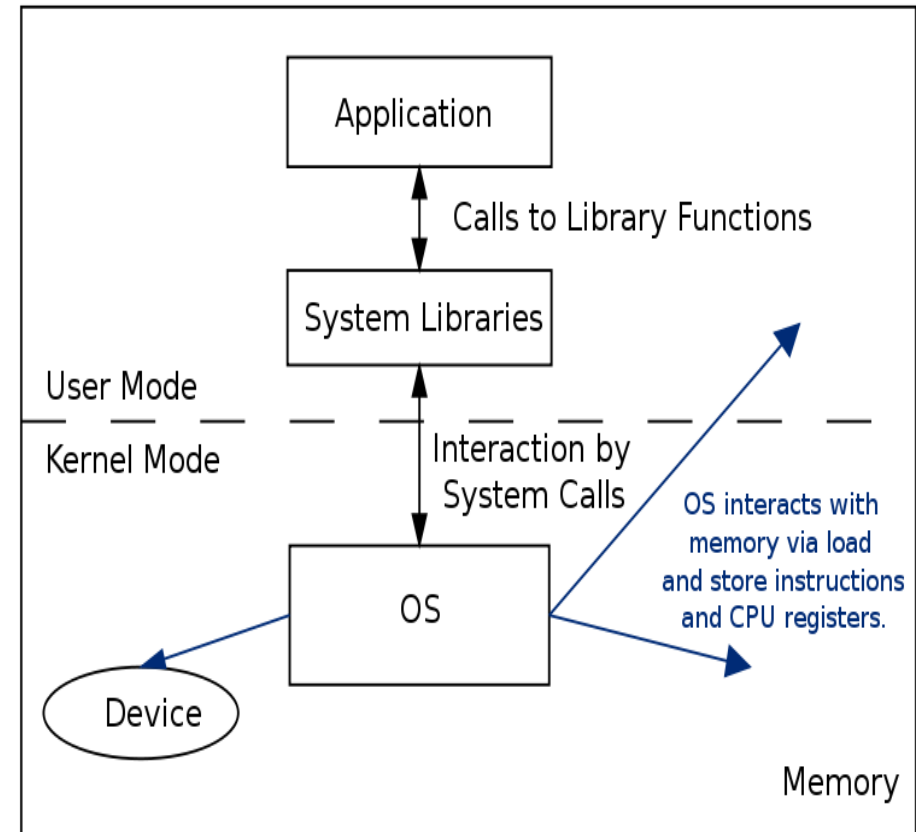 Application
Calls to Library Functions
System Libraries
User Mode
Kernel Mode
Interaction by
System Calls
OS interacts with
memory via load
and store instructions
and CPU registers.
OS
Device
Memory